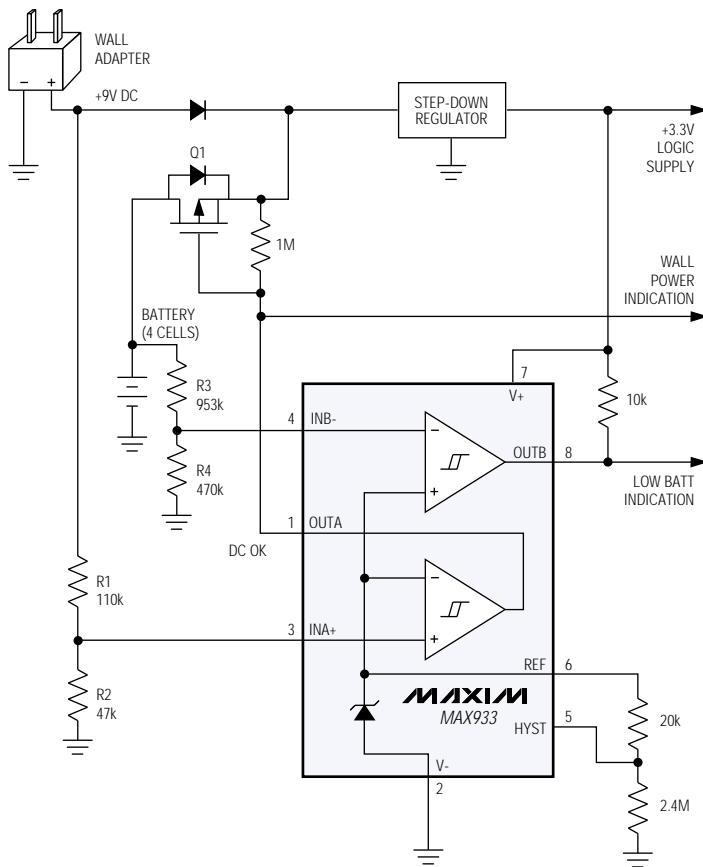 WALL
ADAPTER
− +
+9V DC
STEP-DOWN
REGULATOR
+3.3V
LOGIC
SUPPLY
Q1
1M
WALL
POWER
INDICATION
BATTERY
(4 CELLS)
R3
953k
7
V+
10k
4 INB-
−
OUTB 8
R4
470k
+
LOW BATT
INDICATION
1 OUTA
DC OK
R1
110k
−
3 INA+
+
REF 6
R2
47k
MAXIM
MAX933
HYST 5
20k
V-
2
2.4M